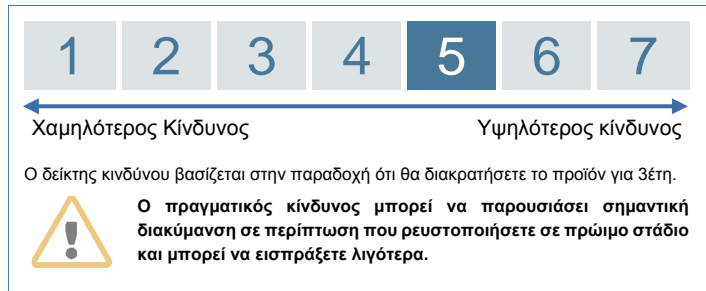 1 2 3 4 5 6 7
Χαμηλότερος Κίνδυνος Υψηλότερος κίνδυνος
Ο δείκτης κινδύνου βασίζεται στην παραδοχή ότι θα διακρατήσετε το προϊόν για 3έτη.
Ο πραγματικός κίνδυνος μπορεί να παρουσιάσει σημαντική
διακύμανση σε περίπτωση που ρευστοποιήσετε σε πρώιμο στάδιο
και μπορεί να εισπράξετε λιγότερα.